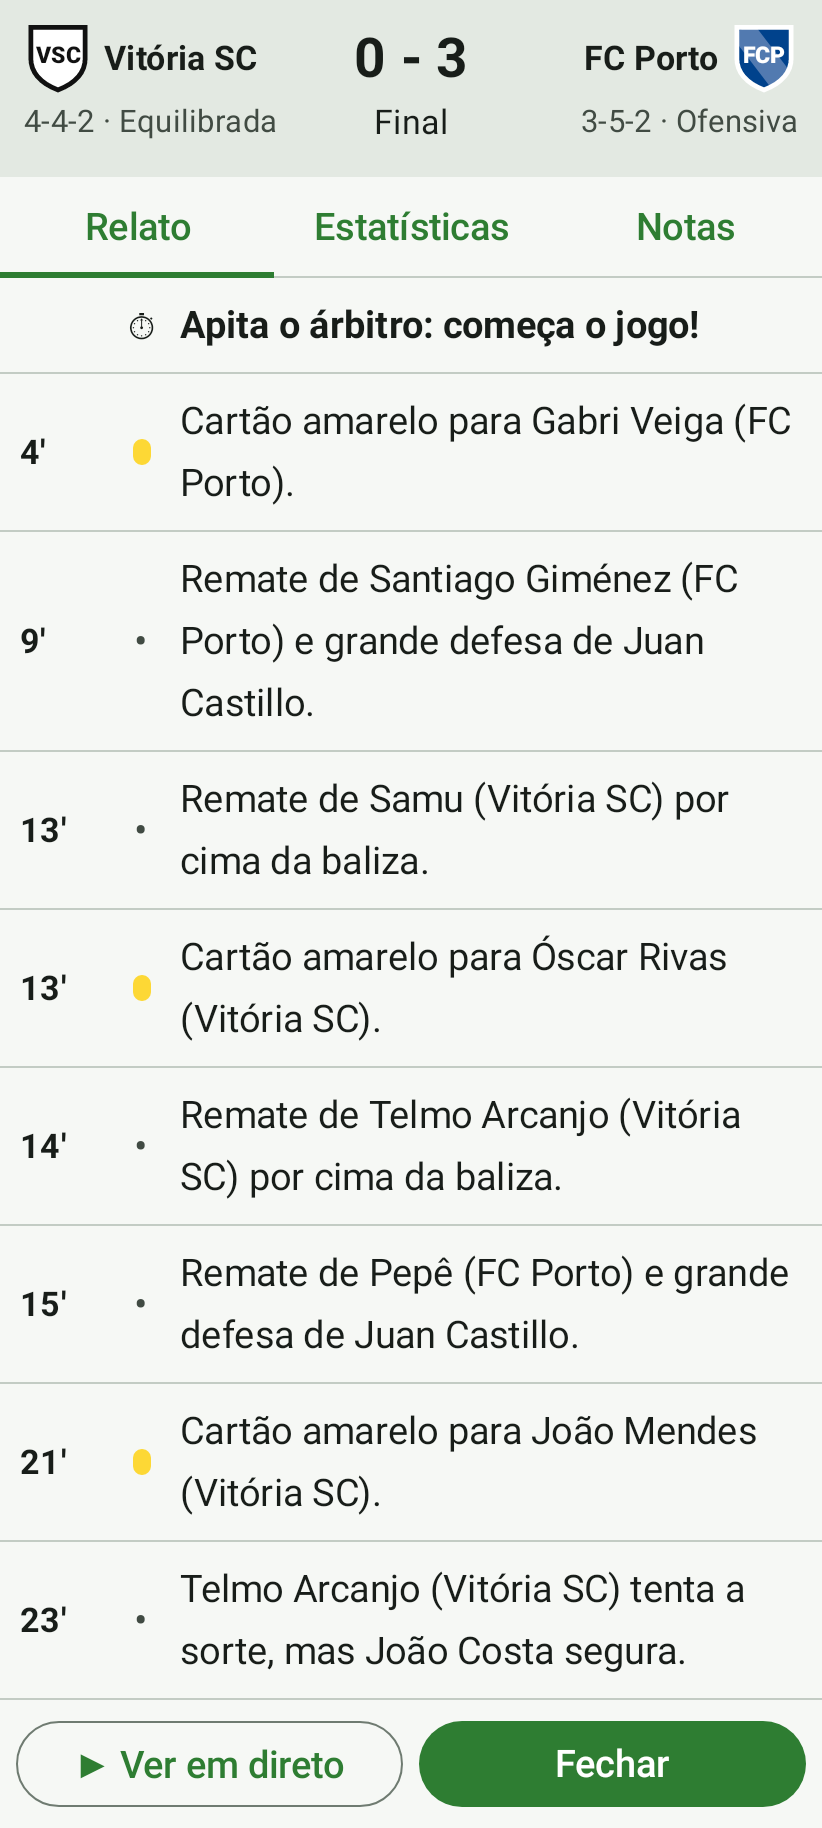 VSC Vitória SC 0 - 3 FC Porto FCP
4-4-2 · Equilibrada Final 3-5-2 · Ofensiva
Relato Estatísticas Notas
Apita o árbitro: começa o jogo!
4' Cartão amarelo para Gabri Veiga (FC
Porto).
9' Remate de Santiago Giménez (FC
Porto) e grande defesa de Juan
Castillo.
13' Remate de Samu (Vitória SC) por
cima da baliza.
13' Cartão amarelo para Óscar Rivas
(Vitória SC).
14' Remate de Telmo Arcanjo (Vitória
SC) por cima da baliza.
15' Remate de Pepê (FC Porto) e grande
defesa de Juan Castillo.
21' Cartão amarelo para João Mendes
(Vitória SC).
23' Telmo Arcanjo (Vitória SC) tenta a
sorte, mas João Costa segura.
► Ver em direto Fechar